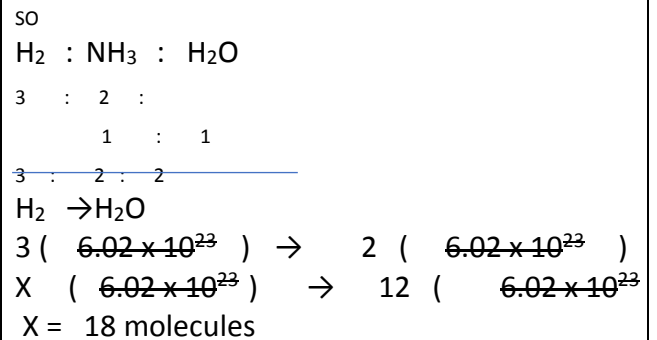 SO
H₂ : NH₃ : H₂O
3 : 2 :
1 : 1
3 : 2 : 2
H₂ →H₂O
3 ( 6.02 x 10²³ ) → 2 ( 6.02 x 10²³ )
X ( 6.02 x 10²³ ) → 12 ( 6.02 x 10²³
X = 18 molecules